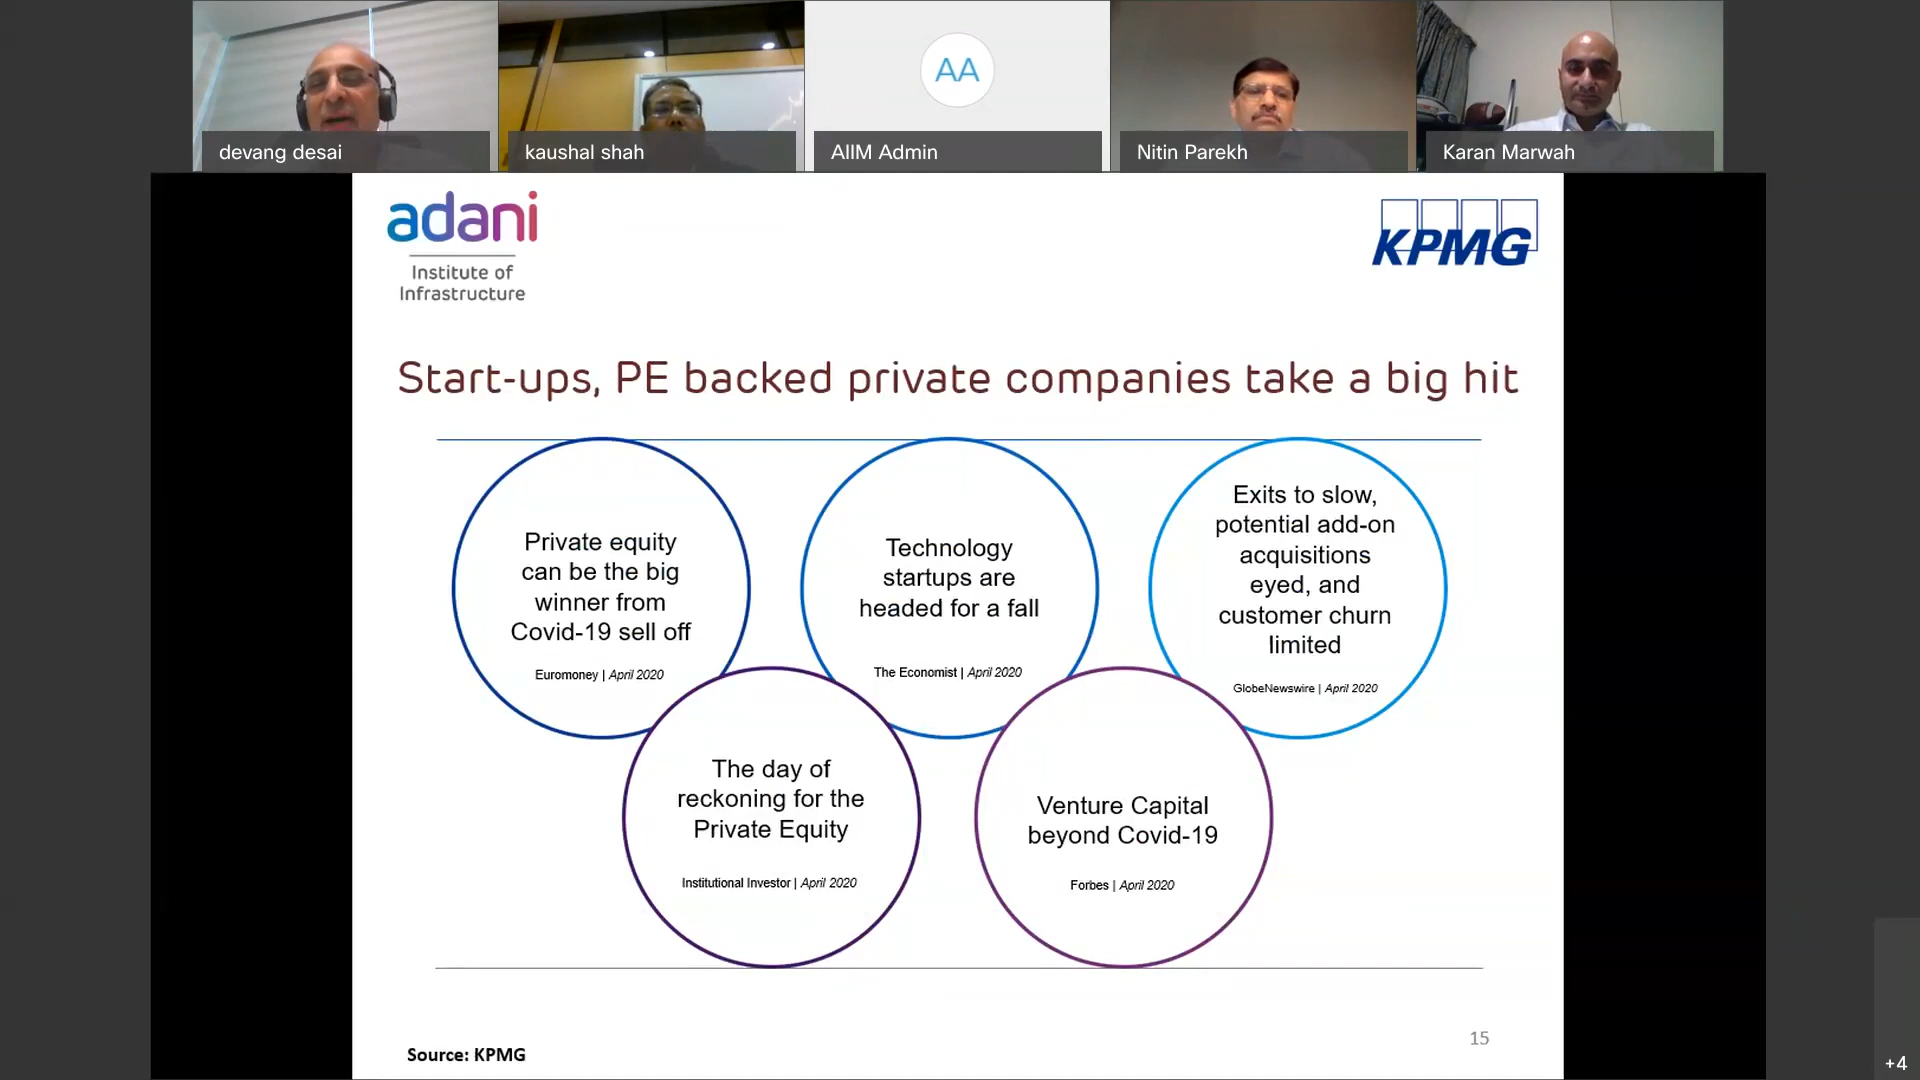 devang desai
kaushal shah
AA
AIIM Admin
Nitin Parekh
Karan Marwah
adani
Institute of
Infrastructure
KPMG
Start-ups, PE backed private companies take a big hit
Private equity
can be the big
winner from
Covid-19 sell off
Euromoney | April 2020
Technology
startups are
headed for a fall
The Economist | April 2020
Exits to slow,
potential add-on
acquisitions
eyed, and
customer churn
limited
GlobeNewswire | April 2020
The day of
reckoning for the
Private Equity
Institutional Investor | April 2020
Venture Capital
beyond Covid-19
Forbes | April 2020
Source: KPMG
15
+4